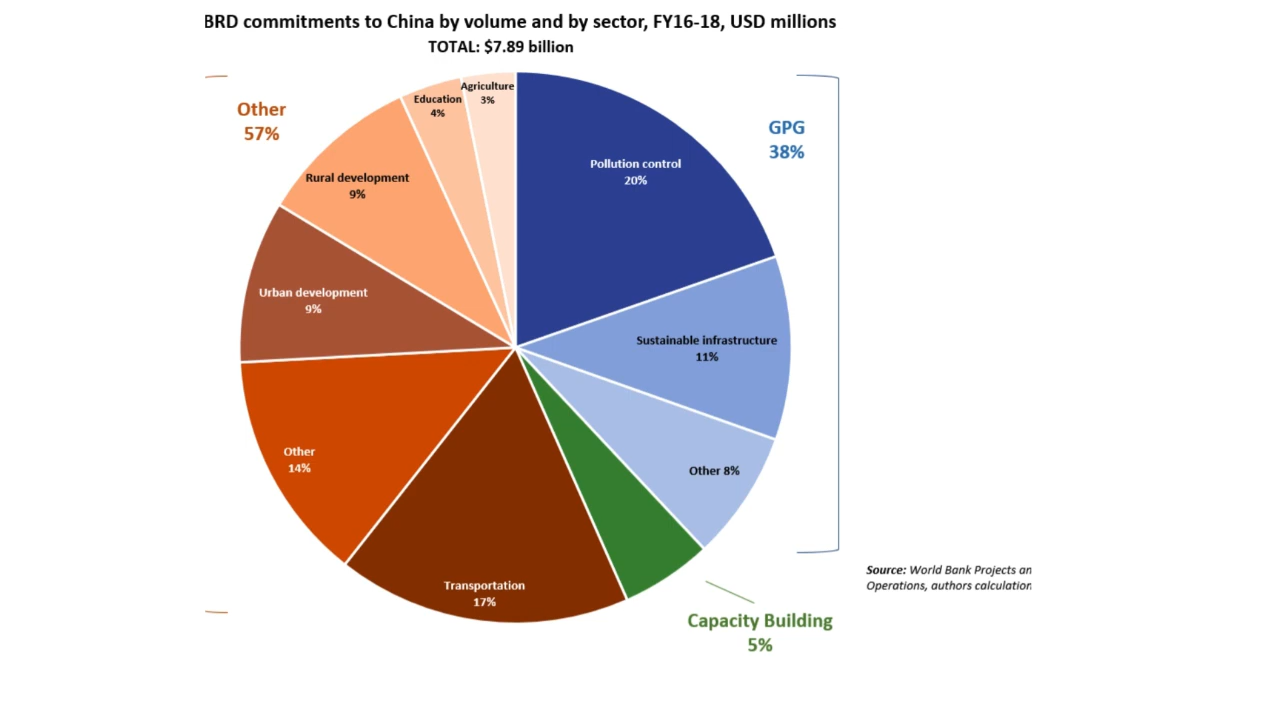 BRD commitments to China by volume and by sector, FY16-18, USD millions
TOTAL: $7.89 billion
Other
57%
GPG
38%
Agriculture
3%
Education
4%
Pollution control
20%
Rural development
9%
Urban development
9%
Sustainable infrastructure
11%
Other
14%
Other 8%
Transportation
17%
Capacity Building
5%
Source: World Bank Projects an
Operations, authors calculation